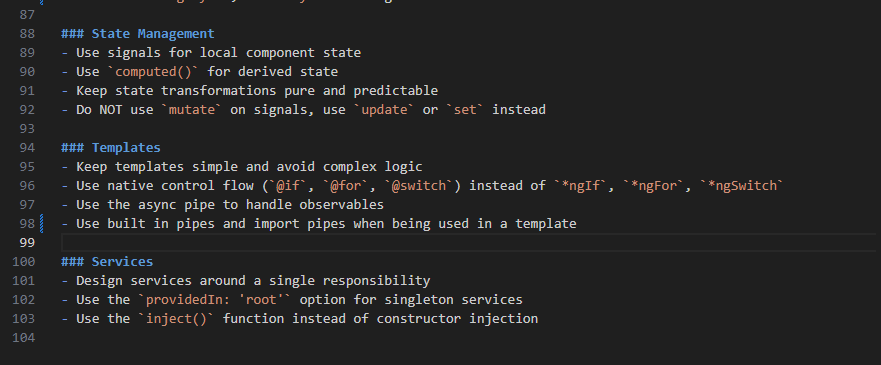 87
88 ### State Management
89 - Use signals for local component state
90 - Use `computed()` for derived state
91 - Keep state transformations pure and predictable
92 - Do NOT use `mutate` on signals, use `update` or `set` instead
93
94 ### Templates
95 - Keep templates simple and avoid complex logic
96 - Use native control flow (`@if`, `@for`, `@switch`) instead of `*ngIf`, `*ngFor`, `*ngSwitch`
97 - Use the async pipe to handle observables
98 - Use built in pipes and import pipes when being used in a template
99
100 ### Services
101 - Design services around a single responsibility
102 - Use the `providedIn: 'root'` option for singleton services
103 - Use the `inject()` function instead of constructor injection
104